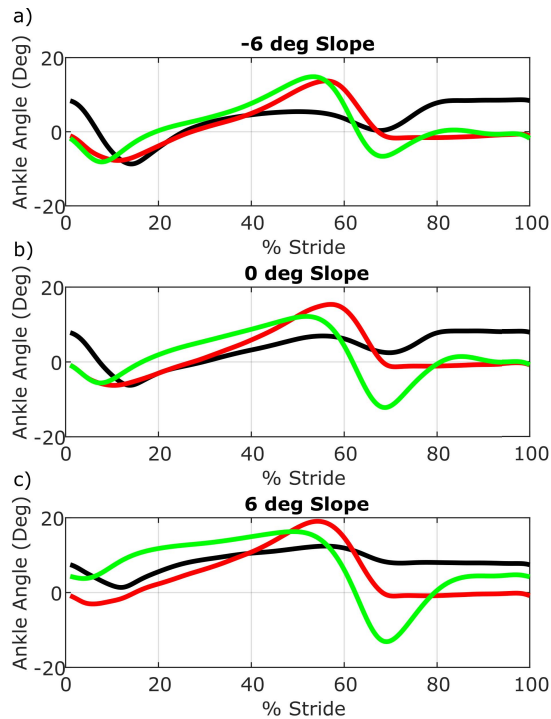 a)
-6 deg Slope
Ankle Angle (Deg)
20
0
-20
0 20 40 60 80 100
% Stride
b)
0 deg Slope
Ankle Angle (Deg)
20
0
-20
0 20 40 60 80 100
% Stride
c)
6 deg Slope
Ankle Angle (Deg)
20
0
-20
0 20 40 60 80 100
% Stride